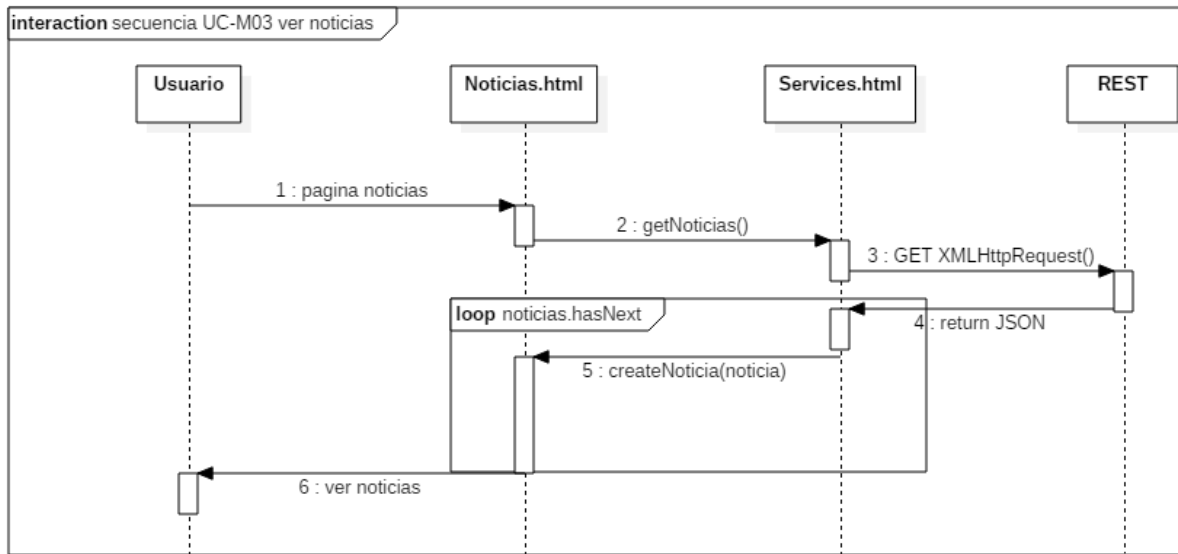 interaction secuencia UC-M03 ver noticias
Usuario
Noticias.html
Services.html
REST
1 : pagina noticias
2 : getNoticias()
3 : GET XMLHttpRequest()
loop noticias.hasNext
4 : return JSON
5 : createNoticia(noticia)
6 : ver noticias